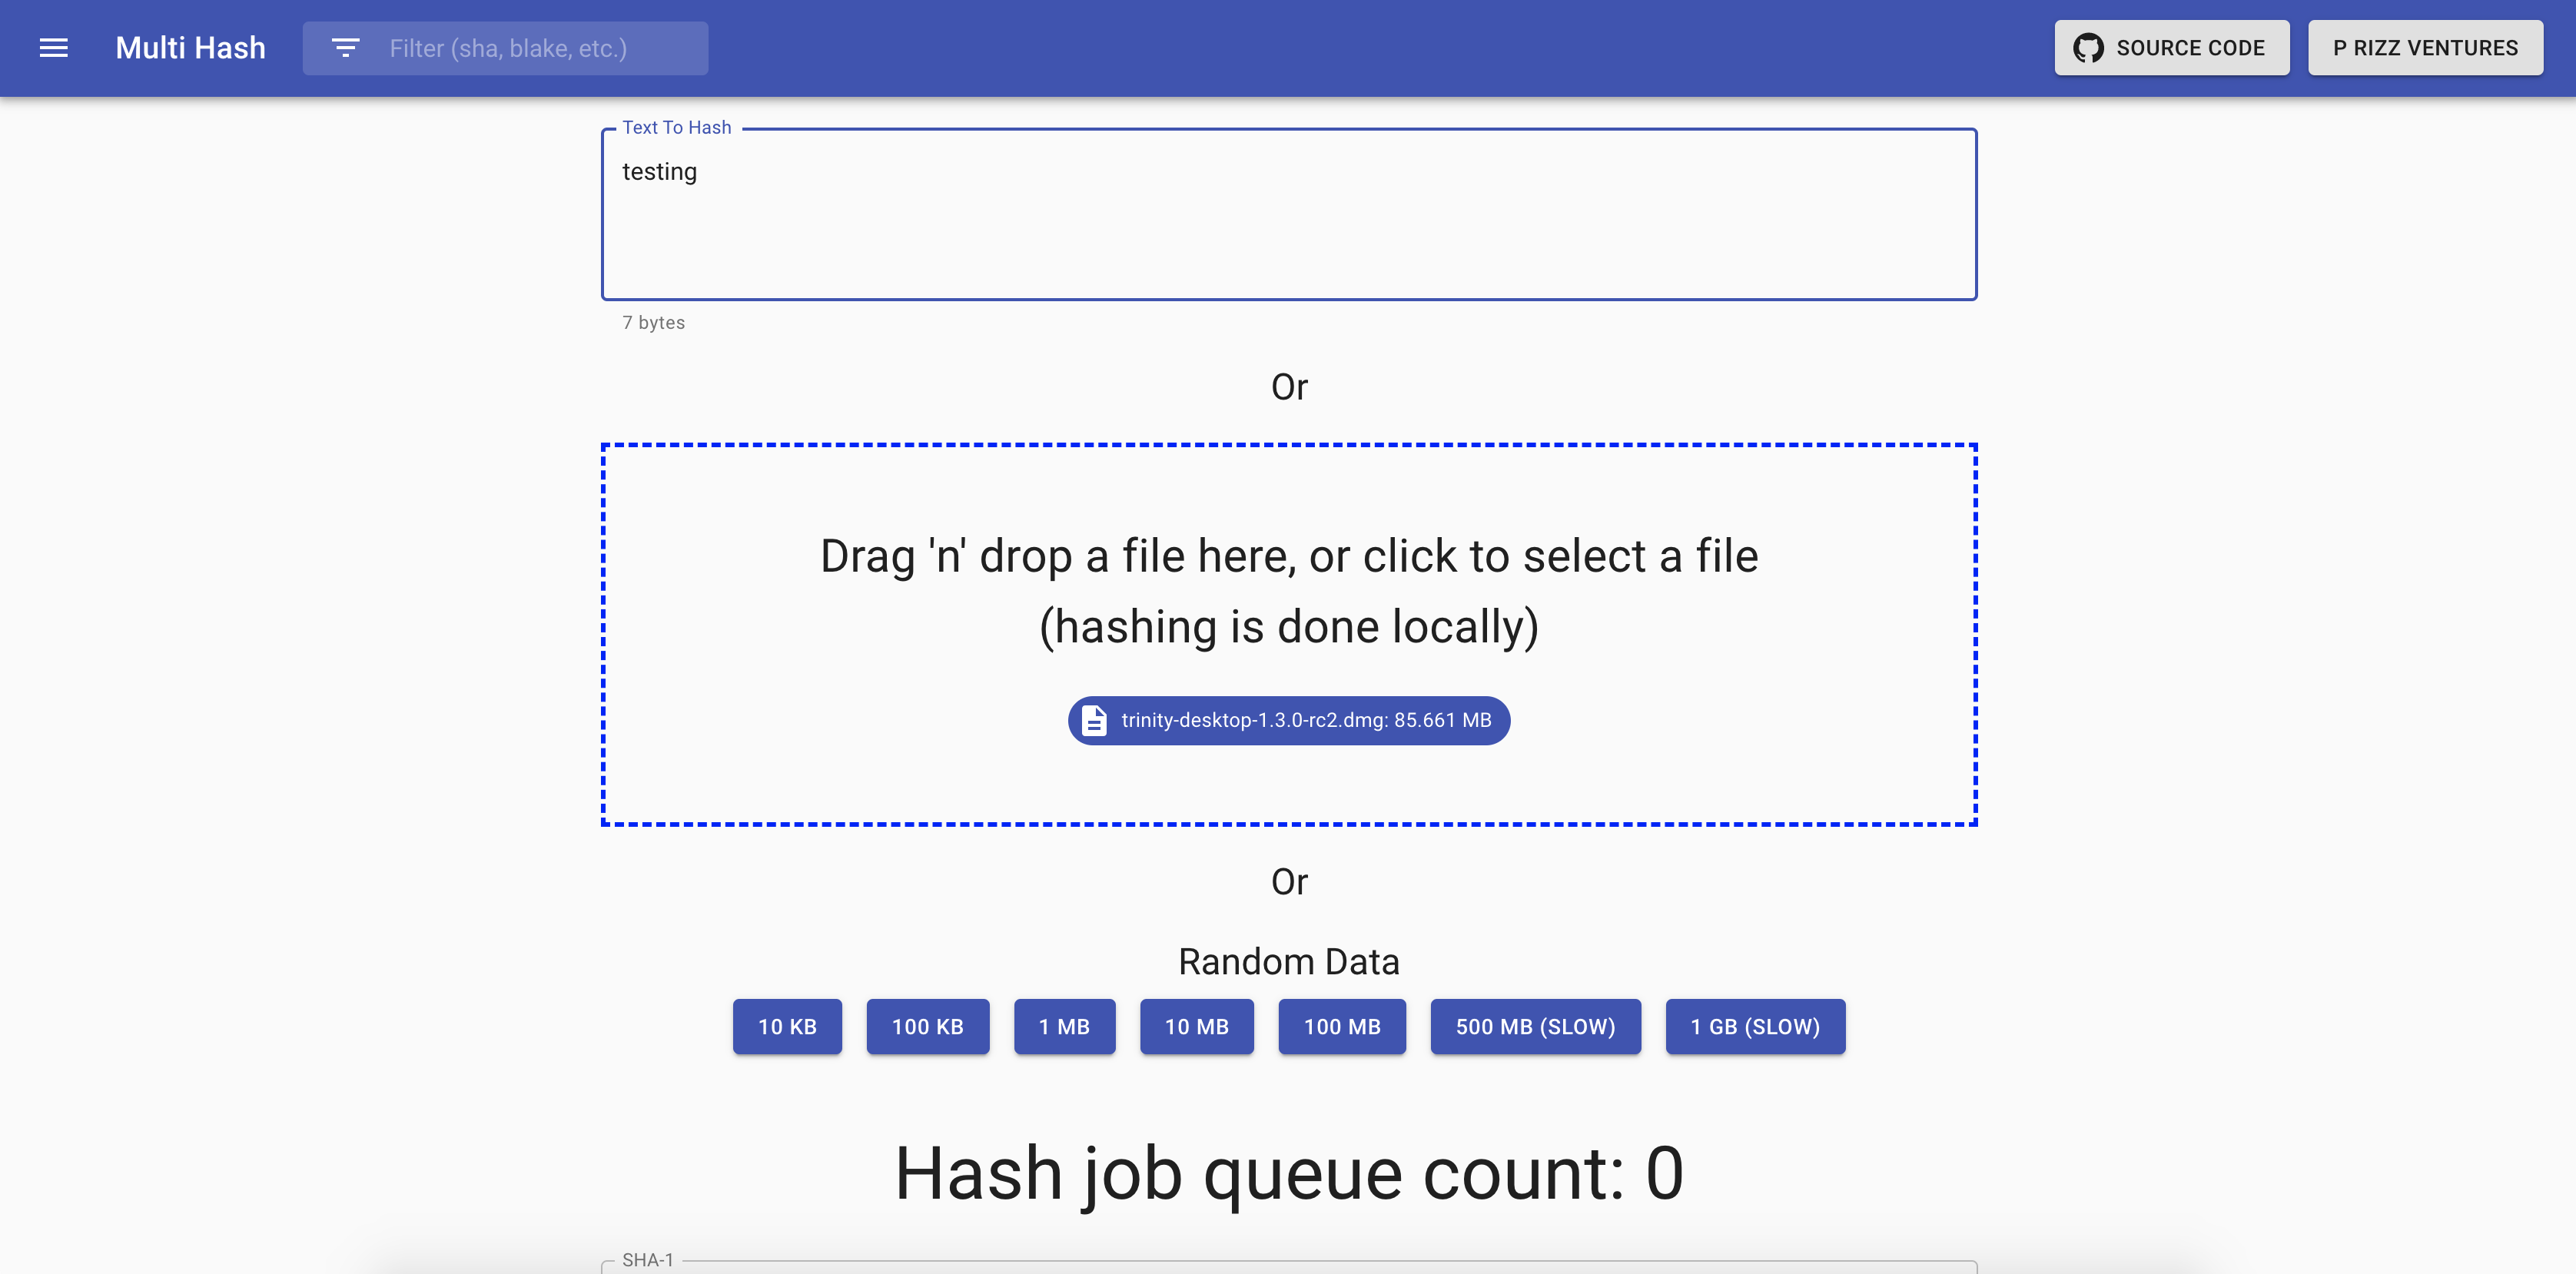 Multi Hash
Filter (sha, blake, etc.)
SOURCE CODE
P RIZZ VENTURES
Text To Hash
testing
7 bytes
Or
Drag 'n' drop a file here, or click to select a file
(hashing is done locally)
trinity-desktop-1.3.0-rc2.dmg: 85.661 MB
Or
Random Data
10 KB
100 KB
1 MB
10 MB
100 MB
500 MB (SLOW)
1 GB (SLOW)
Hash job queue count: 0
SHA-1